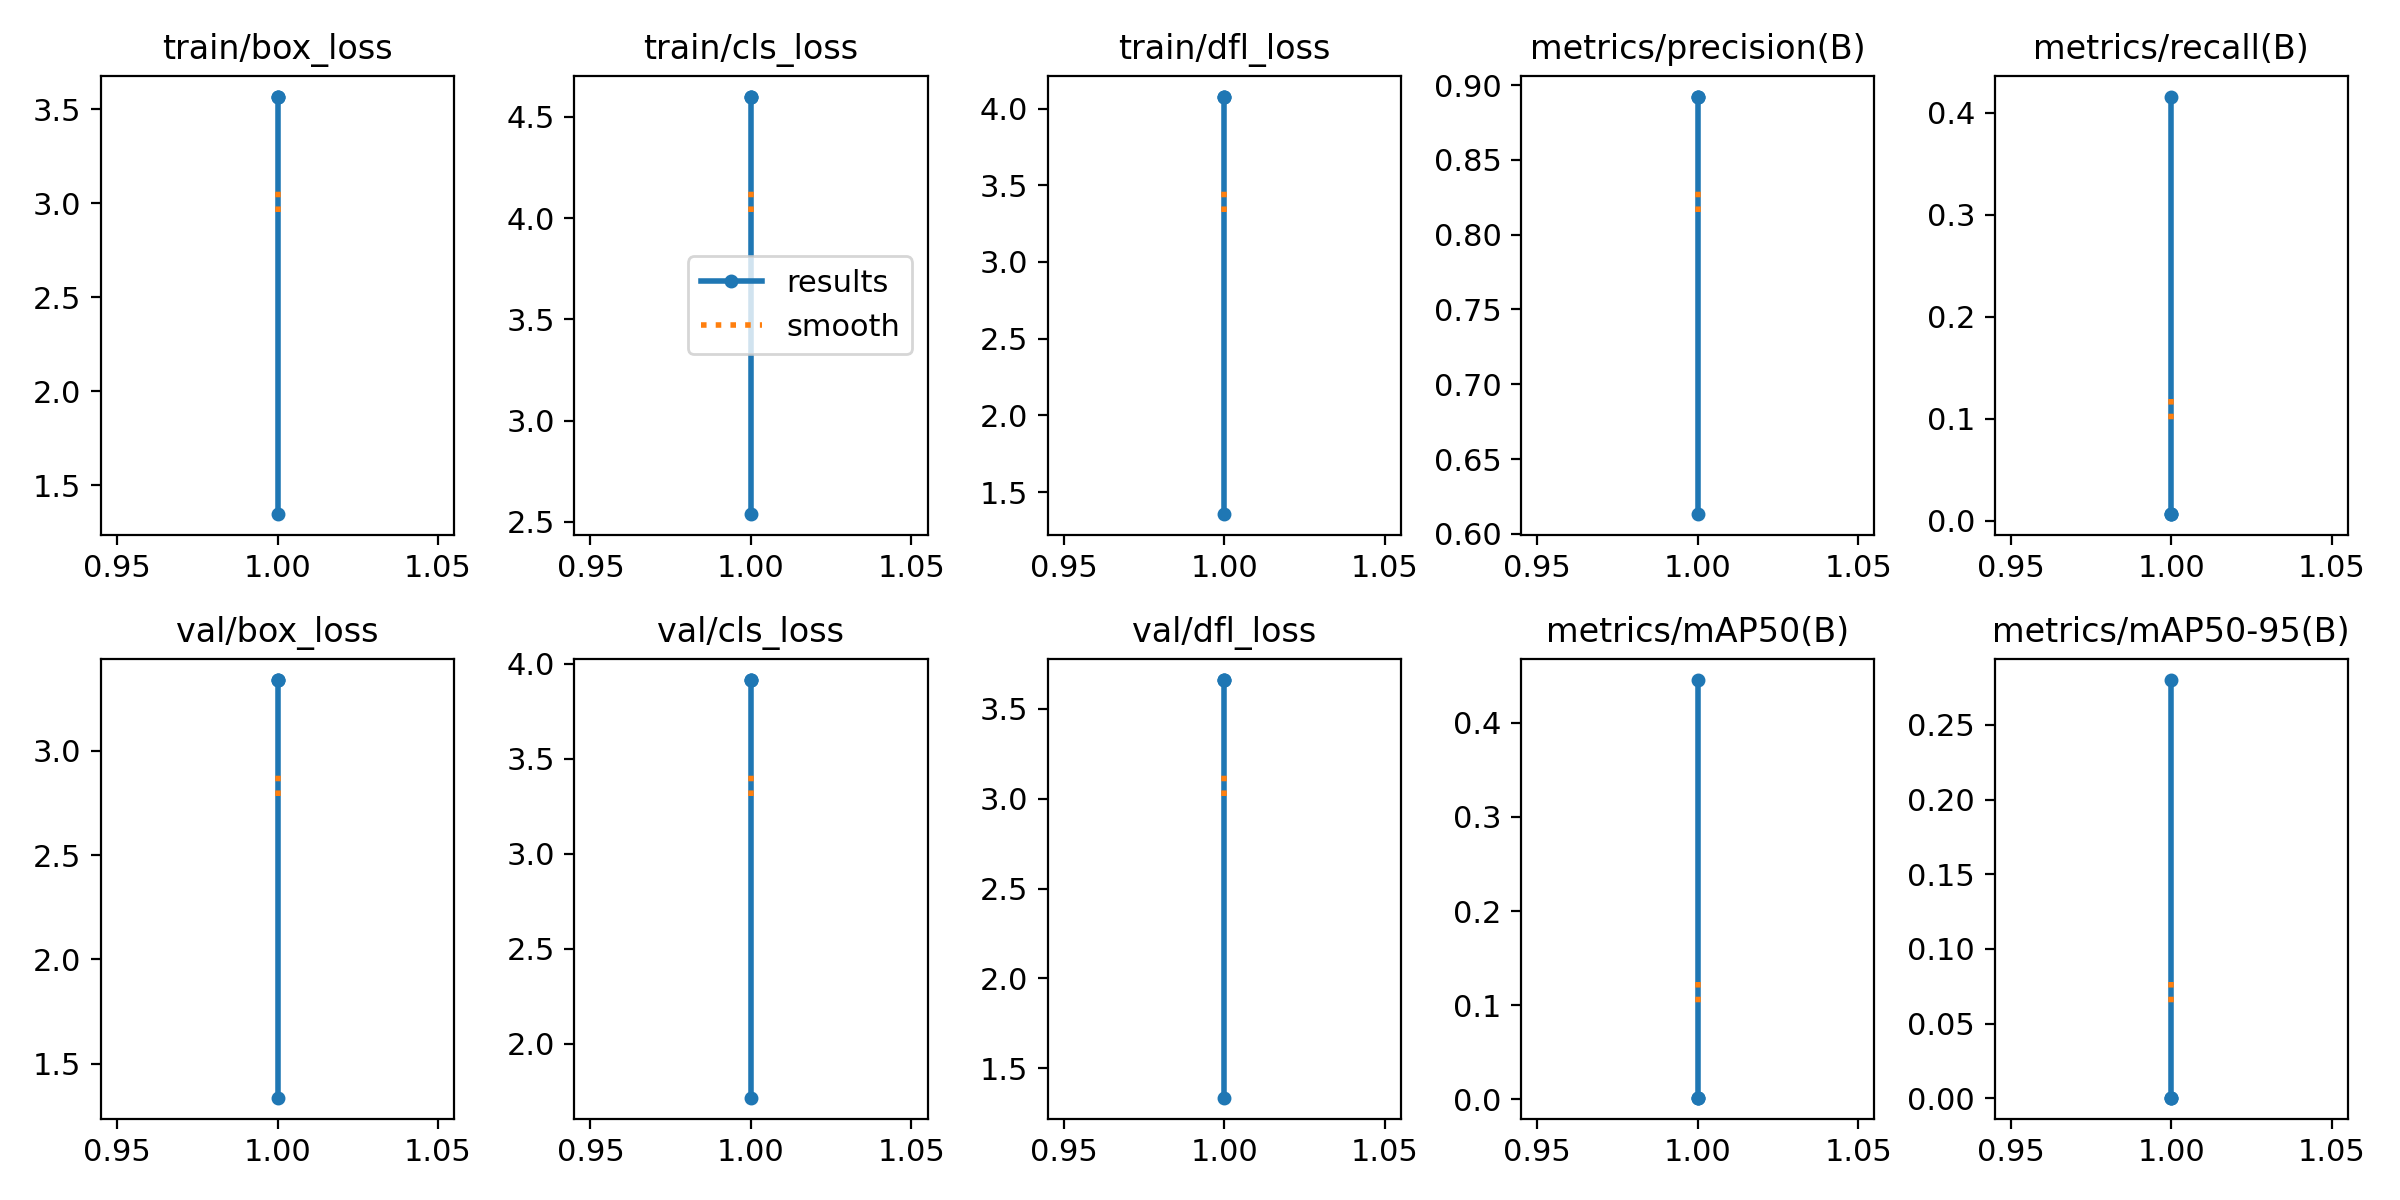 train/box_loss
train/cls_loss
train/dfl_loss
metrics/precision(B)
metrics/recall(B)
3.5
3.0
2.5
2.0
1.5
0.95 1.00 1.05
4.5
4.0
3.5
3.0
2.5
0.95 1.00 1.05
results
smooth
4.0
3.5
3.0
2.5
2.0
1.5
0.95 1.00 1.05
0.90
0.85
0.80
0.75
0.70
0.65
0.60
0.95 1.00 1.05
0.4
0.3
0.2
0.1
0.0
0.95 1.00 1.05
val/box_loss
val/cls_loss
val/dfl_loss
metrics/mAP50(B)
metrics/mAP50-95(B)
3.0
2.5
2.0
1.5
0.95 1.00 1.05
4.0
3.5
3.0
2.5
2.0
0.95 1.00 1.05
3.5
3.0
2.5
2.0
1.5
0.95 1.00 1.05
0.4
0.3
0.2
0.1
0.0
0.95 1.00 1.05
0.25
0.20
0.15
0.10
0.05
0.00
0.95 1.00 1.05